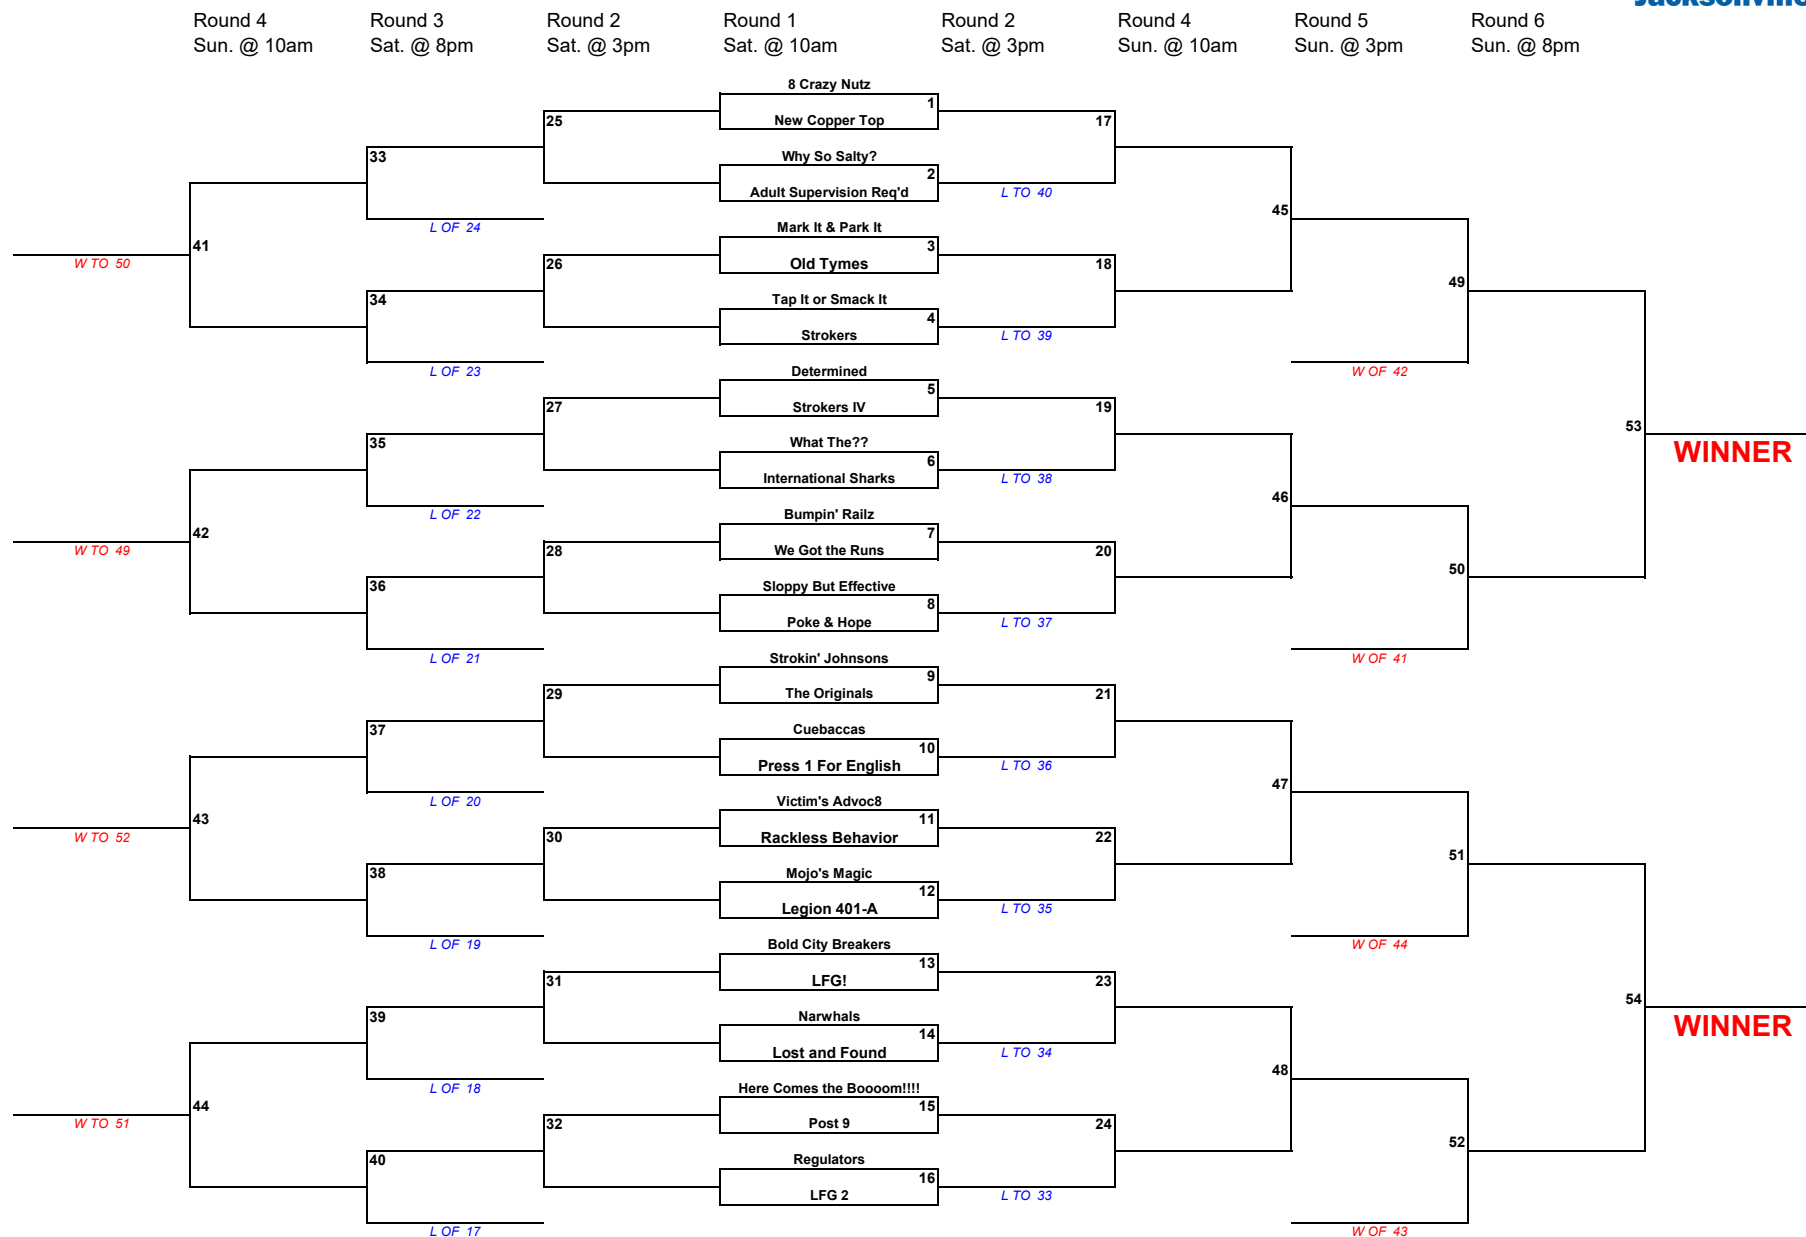 Jacksonville
Round 4 Round 3 Round 2 Round 1 Round 2 Round 4 Round 5 Round 6
Sun. @ 10am Sat. @ 8pm Sat. @ 3pm Sat. @ 10am Sat. @ 3pm Sun. @ 10am Sun. @ 3pm Sun. @ 8pm
8 Crazy Nutz
1
25 New Copper Top 17
33 Why So Salty?
2
Adult Supervision Req'd L TO 40
45
L OF 24 Mark It & Park It
41 3
W TO 50 26 Old Tymes 18
49
34 Tap It or Smack It
4
Strokers L TO 39
L OF 23 Determined W OF 42
5
27 Strokers IV 19
53
35 What The?? WINNER
6
International Sharks L TO 38
46
L OF 22 Bumpin' Railz
42 7
W TO 49 28 We Got the Runs 20
50
36 Sloppy But Effective
8
Poke & Hope L TO 37
L OF 21 Strokin' Johnsons W OF 41
9
29 The Originals 21
37 Cuebaccas
10
Press 1 For English L TO 36
47
L OF 20 Victim's Advoc8
43 11
W TO 52 30 Rackless Behavior 22
51
38 Mojo's Magic
12
Legion 401-A L TO 35
L OF 19 Bold City Breakers W OF 44
13
31 LFG! 23
54
39 Narwhals WINNER
14
Lost and Found L TO 34
48
L OF 18 Here Comes the Boooom!!!!
44 15
W TO 51 32 Post 9 24
52
40 Regulators
16
LFG 2 L TO 33
L OF 17 W OF 43